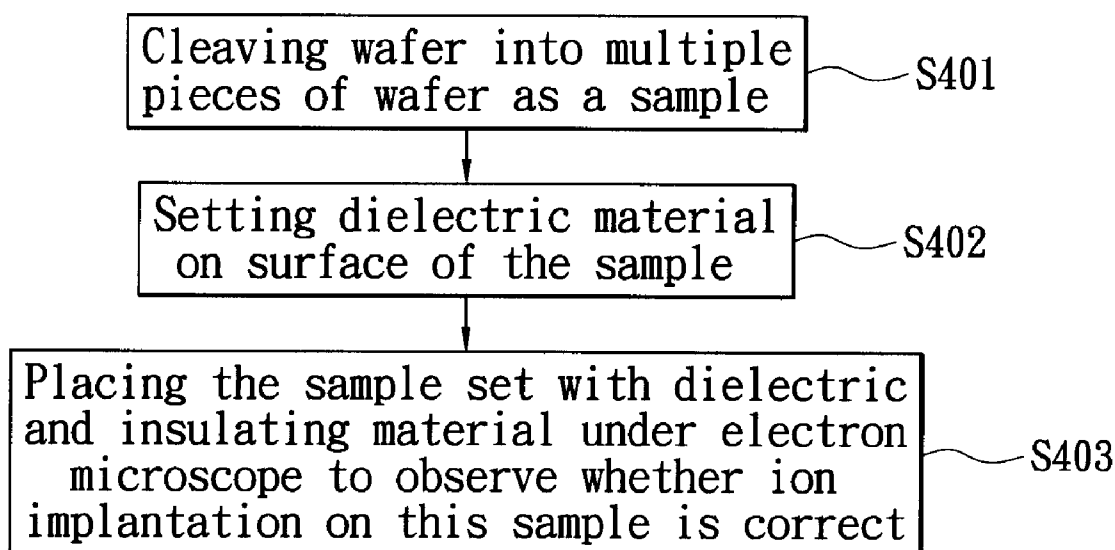 Cleaving wafer into multiple
pieces of wafer as a sample
S401
Setting dielectric material
on surface of the sample
S402
Placing the sample set with dielectric
and insulating material under electron
microscope to observe whether ion
implantation on this sample is correct
S403